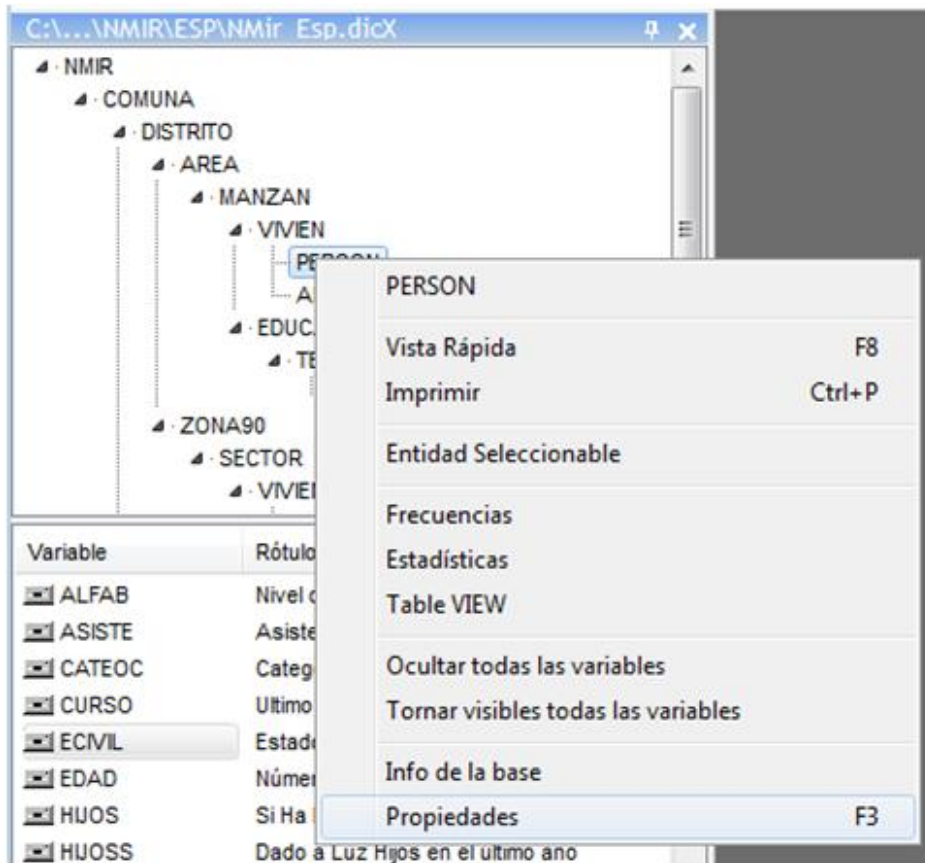 C:\...\NMIR\ESP\NMír_Esp.dicX
NMIR
COMUNA
DISTRITO
AREA
MANZAN
VIVIEN
PERSON
EDUC
ZONA90
SECTOR
PERSON
Vista Rápida F8
Imprimir Ctrl+P
Entidad Seleccionable
Frecuencias
Estadísticas
Table VIEW
Ocultar todas las variables
Tornar visibles todas las variables
Info de la base
Propiedades F3
Variable Rótulo
ALFAB Nivel
ASISTE Asiste
CATEOC Categ
CURSO Ultimo
ECIVIL Estado
EDAD Númer
HIJOS Si Ha
HIJOSS Dado a Luz Hijos en el ultimo ano